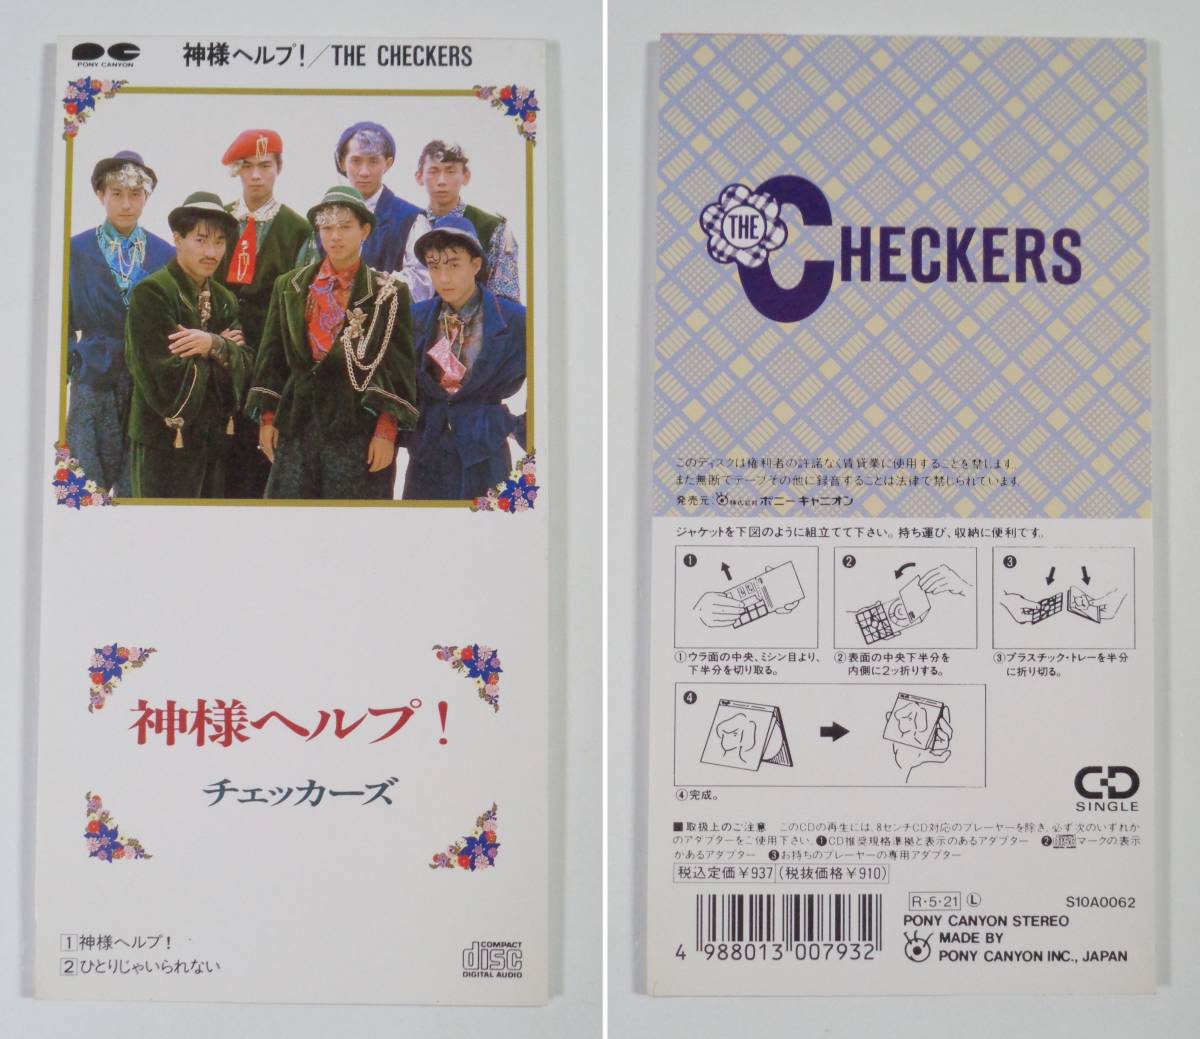 PONY CANYON
神様ヘルプ!/THE CHECKERS
神様ヘルプ!
チェッカーズ
1 神様ヘルプ!
2 ひとりじゃいられない
COMPACT
disc
DIGITAL AUDIO
THE
CHECKERS
このディスクは権利者の許諾なく賃貸業に使用することを禁じます。
また無断でテープその他に録音することは法律で禁じられています。
発売元:株式会社ポニーキャニオン
ジャケットを下図のように組立てて下さい。持ち運び、収納に便利です。
❶
❷
❸
①ウラ面の中央、ミシン目より、
下半分を切り取る。
②表面の中央下半分を
内側に2ッ折りする。
③プラスチック・トレーを半分
に折り切る。
❹
④完成。
CD
SINGLE
■取扱上のご注意 このCDの再生には、8センチCD対応のプレーヤーを除き、必ず次のいずれか
のアダプターをご使用下さい。❶CD推奨規格準拠と表示のあるアダプター ❷discマークの表示
があるアダプター ❸お持ちのプレーヤーの専用アダプター
税込定価¥937(税抜価格¥910)
R・5・21 Ⓛ S10A0062
PONY CANYON STEREO
MADE BY
PONY CANYON INC., JAPAN
4 988013 007932